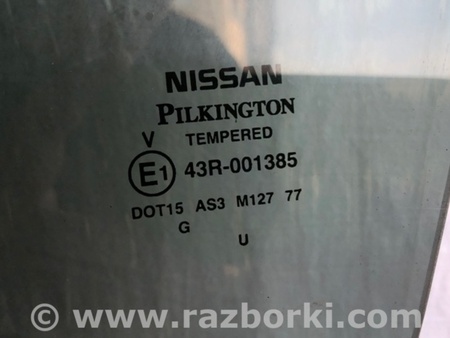 NISSAN
PILKINGTON
V TEMPERED
E1 43R-001385
DOT15 AS3 M127 77
G
U
© www.razborki.com